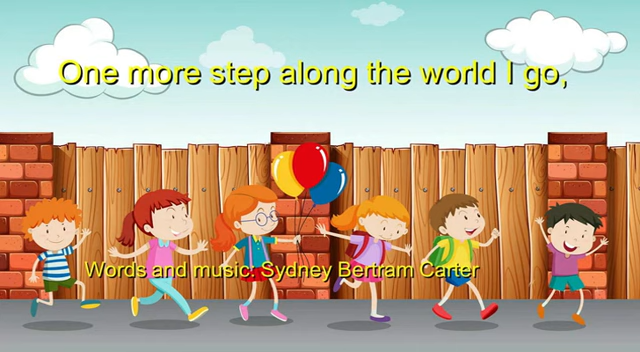 One more step along the world I go,
Words and music: Sydney Bertram Carter